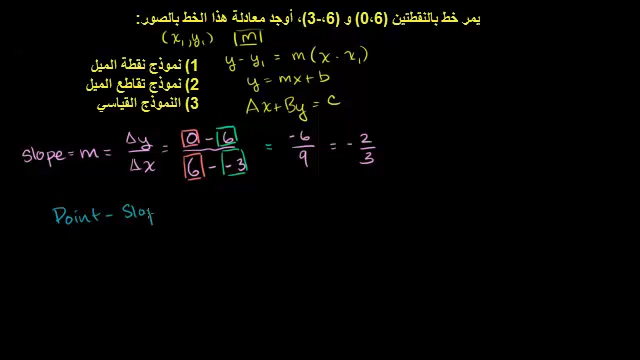 يمر خط بالنقطتين (6،0) و (6،-3)، أوجد معادلة هذا الخط بالصور:
(x₁, y₁) m
1) نموذج نقطة الميل y - y₁ = m(x - x₁)
2) نموذج تقاطع الميل y = mx + b
3) النموذج القياسي Ax + By = C
Slope = m = Δy/Δx = (0 - 6)/(6 - -3) = -6/9 = -2/3
Point - Slop